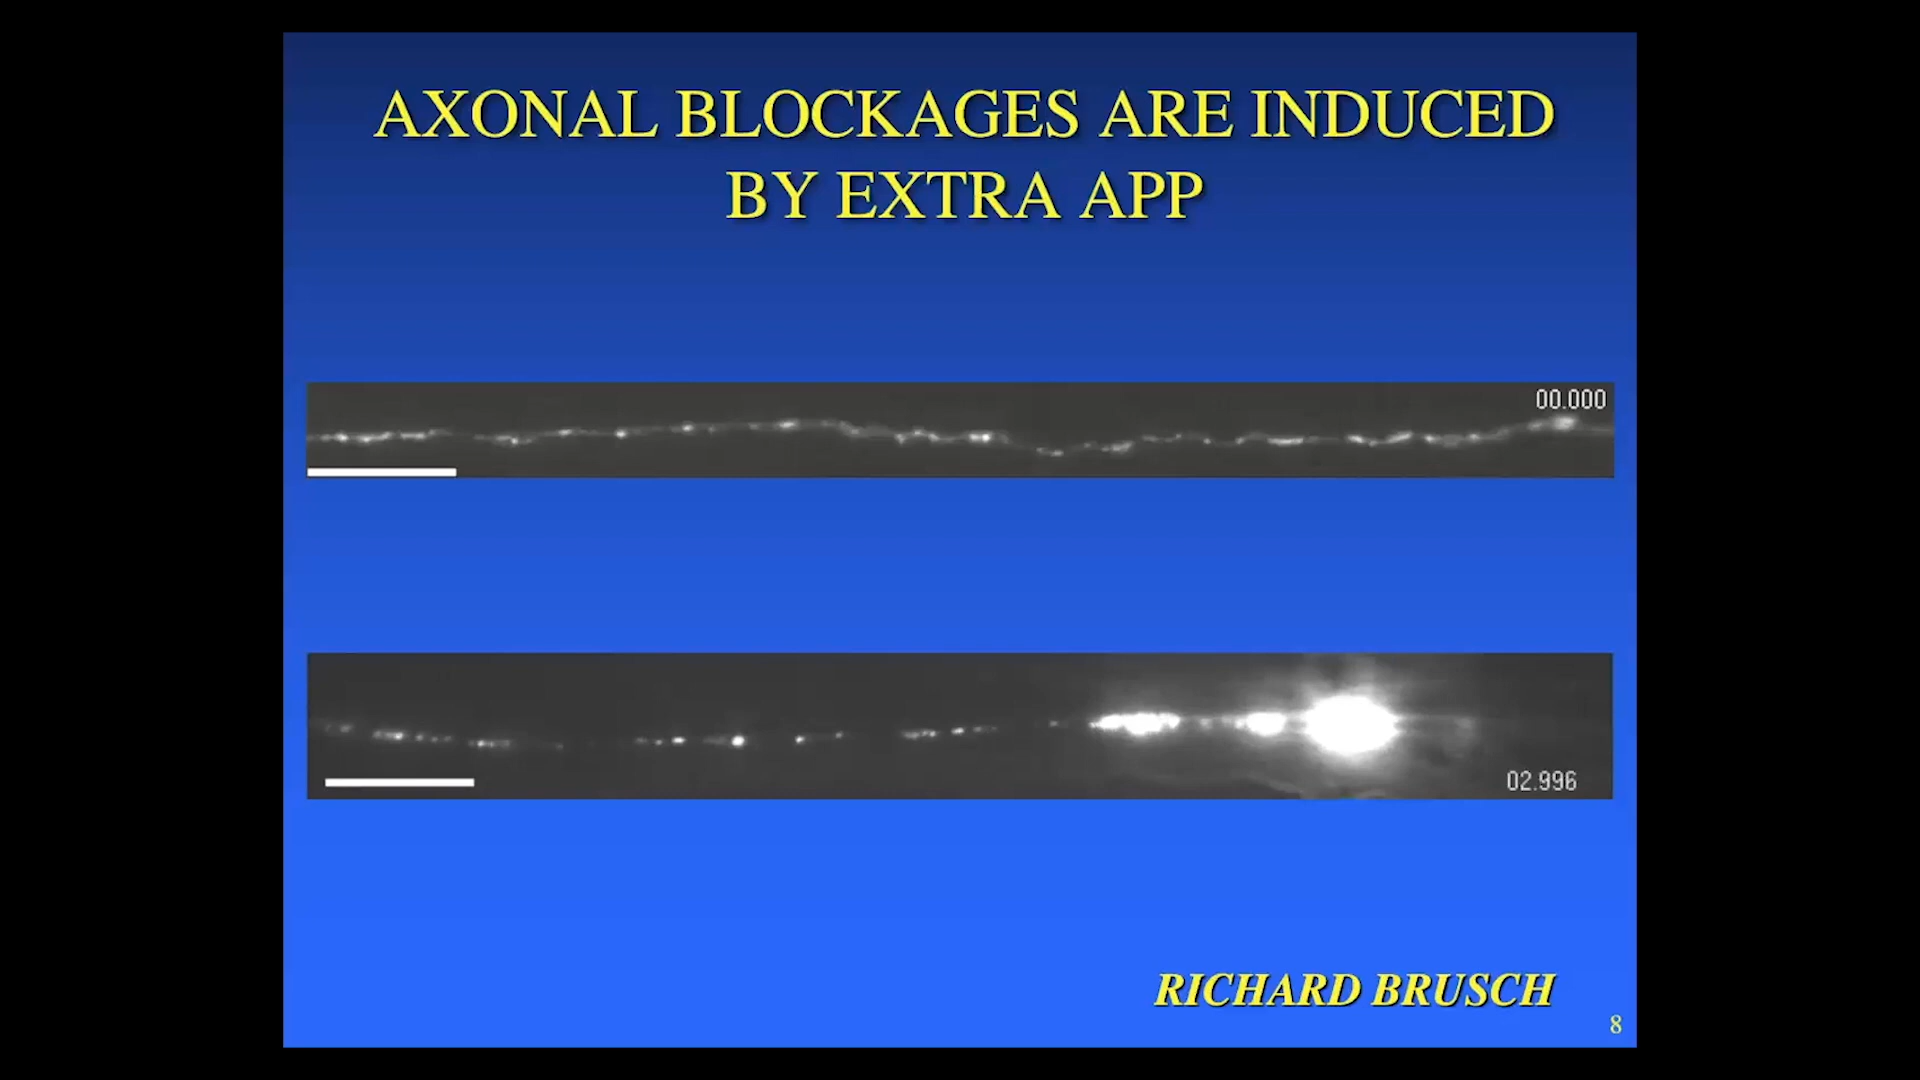 AXONAL BLOCKAGES ARE INDUCED
BY EXTRA APP
00.000
02.996
RICHARD BRUSCH
8